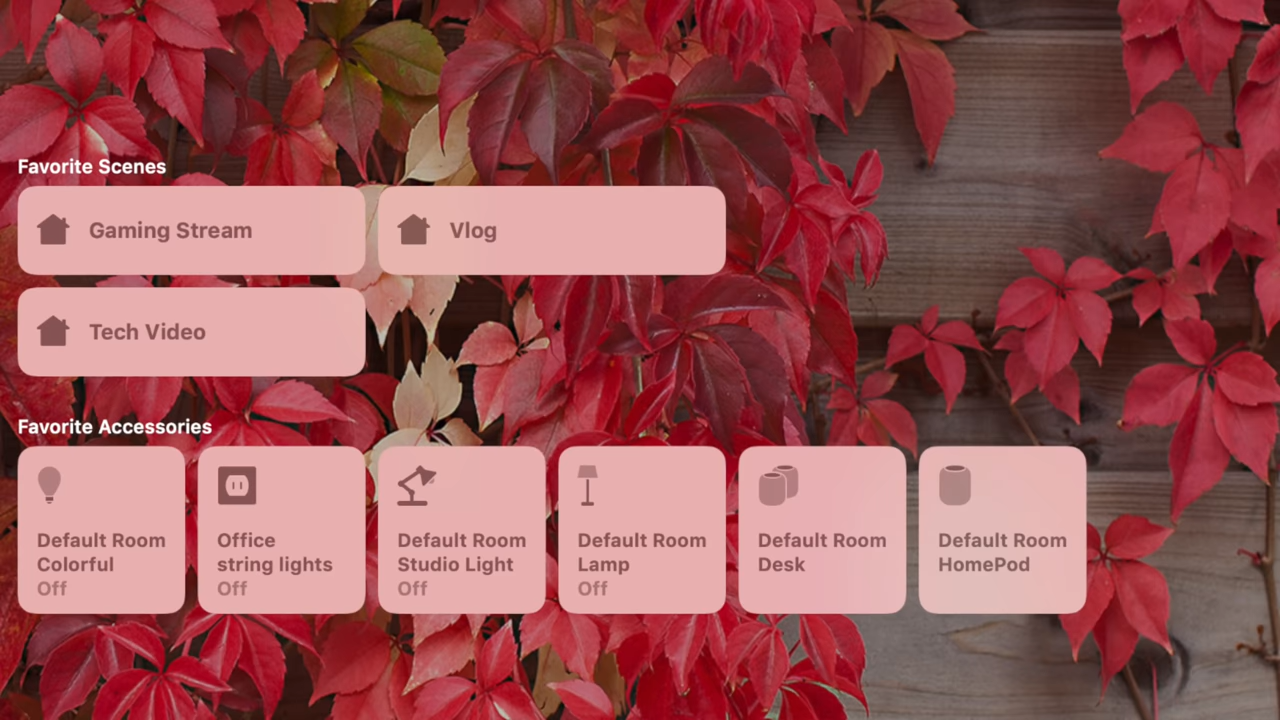 Favorite Scenes
Gaming Stream
Vlog
Tech Video
Favorite Accessories
Default Room
Colorful
Off
Office
string lights
Off
Default Room
Studio Light
Off
Default Room
Lamp
Off
Default Room
Desk
Default Room
HomePod